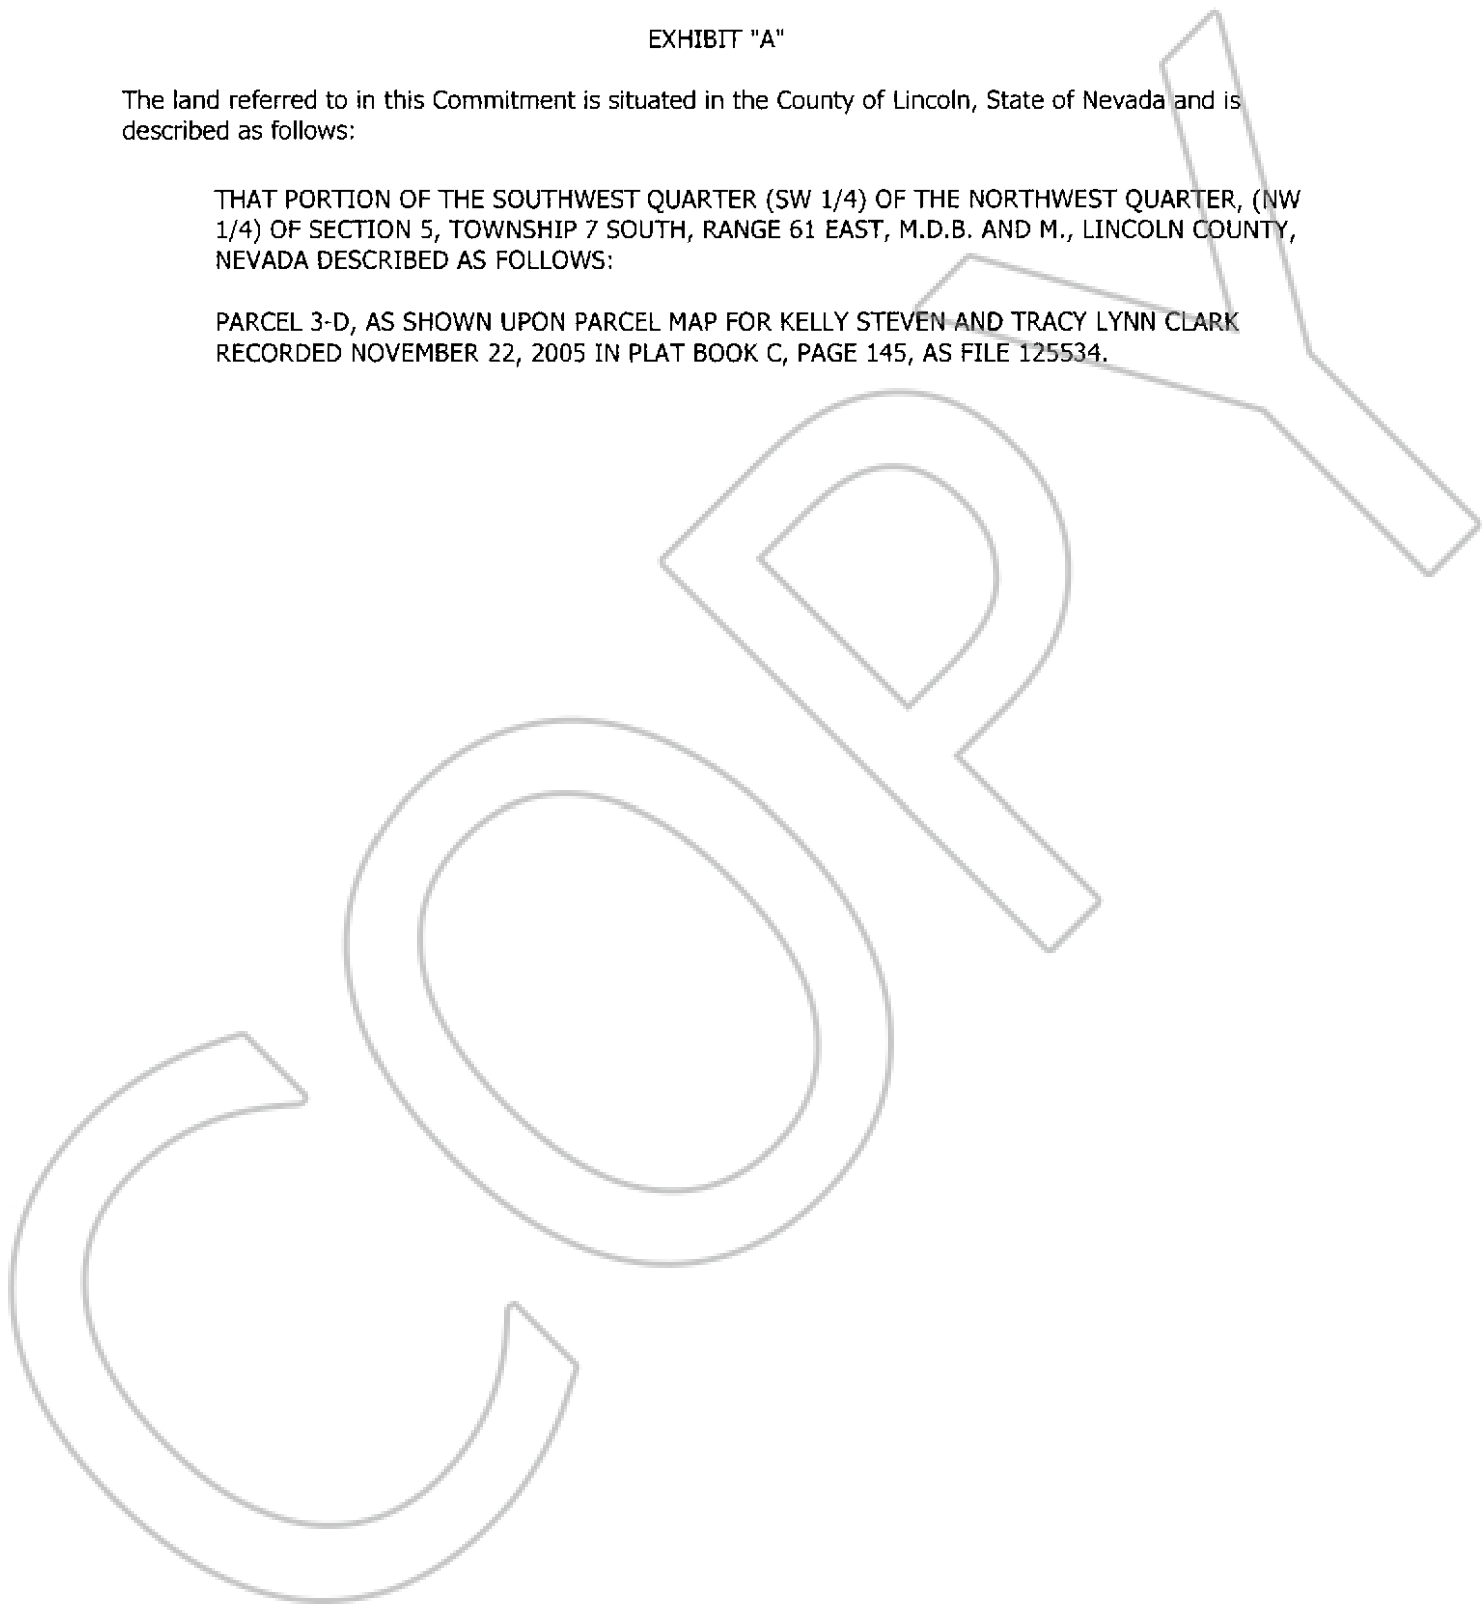 EXHIBIT "A"
The land referred to in this Commitment is situated in the County of Lincoln, State of Nevada and is
described as follows:
THAT PORTION OF THE SOUTHWEST QUARTER (SW 1/4) OF THE NORTHWEST QUARTER, (NW
1/4) OF SECTION 5, TOWNSHIP 7 SOUTH, RANGE 61 EAST, M.D.B. AND M., LINCOLN COUNTY,
NEVADA DESCRIBED AS FOLLOWS:
PARCEL 3-D, AS SHOWN UPON PARCEL MAP FOR KELLY STEVEN AND TRACY LYNN CLARK
RECORDED NOVEMBER 22, 2005 IN PLAT BOOK C, PAGE 145, AS FILE 125534.
COPY